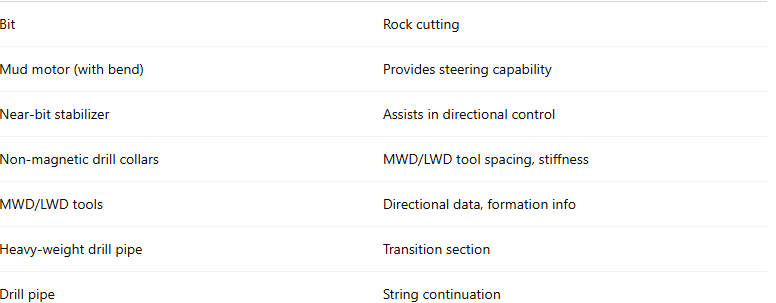 Bit Rock cutting
Mud motor (with bend) Provides steering capability
Near-bit stabilizer Assists in directional control
Non-magnetic drill collars MWD/LWD tool spacing, stiffness
MWD/LWD tools Directional data, formation info
Heavy-weight drill pipe Transition section
Drill pipe String continuation